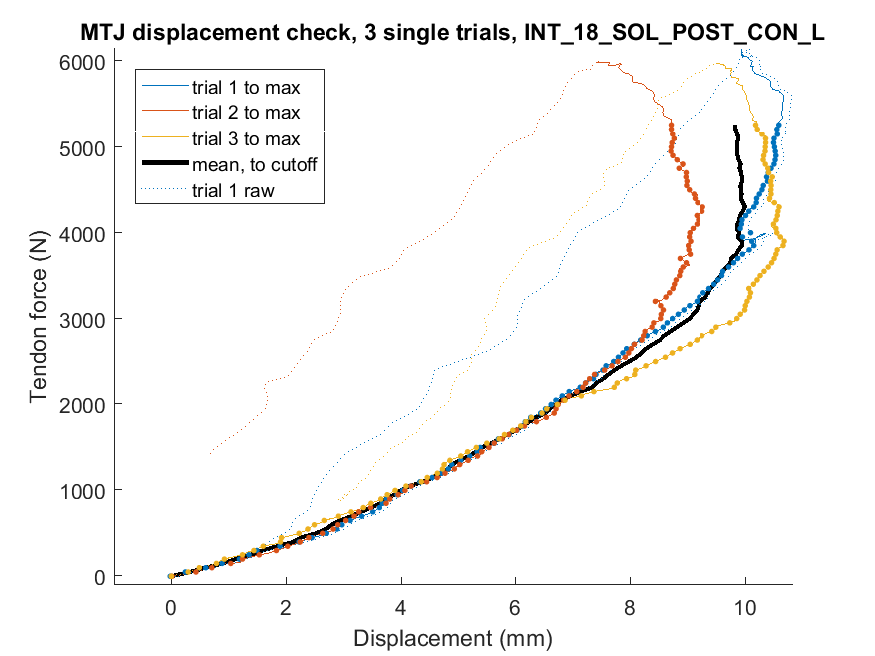 MTJ displacement check, 3 single trials, INT_18_SOL_POST_CON_L
6000
5000
4000
3000
2000
1000
0
Tendon force (N)
trial 1 to max
trial 2 to max
trial 3 to max
mean, to cutoff
trial 1 raw
0 2 4 6 8 10
Displacement (mm)